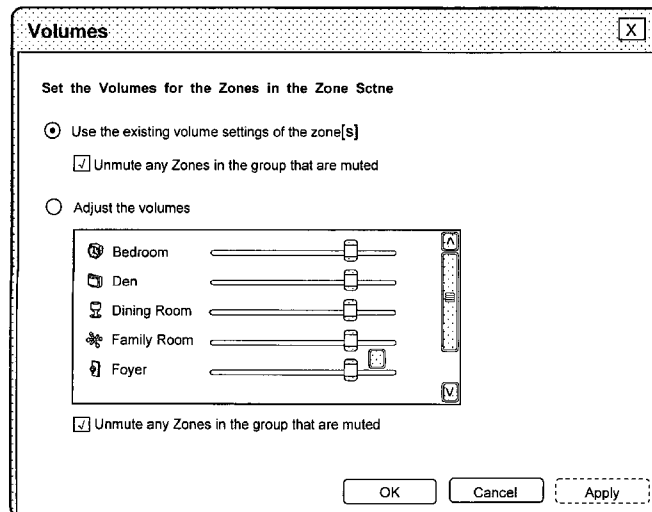 Volumes
X
Set the Volumes for the Zones in the Zone Sctne
Use the existing volume settings of the zone[s]
Unmute any Zones in the group that are muted
Adjust the volumes
Bedroom
Den
Dining Room
Family Room
Foyer
Unmute any Zones in the group that are muted
OK Cancel Apply